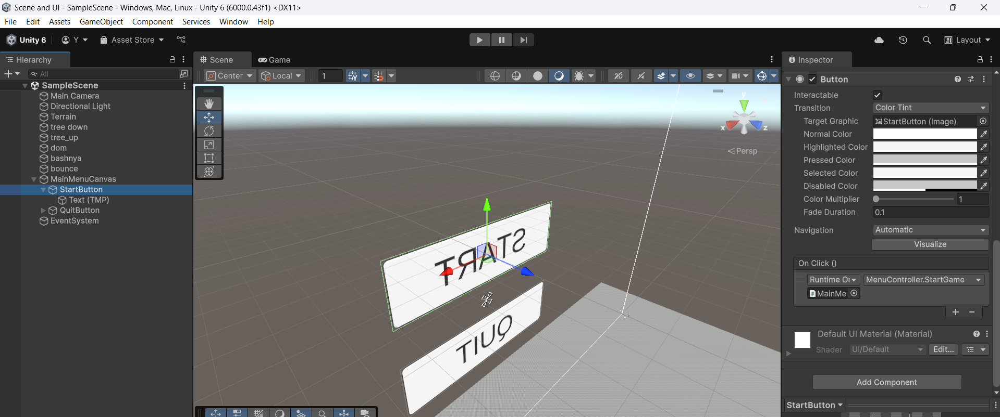 Scene and UI - SampleScene - Windows, Mac, Linux - Unity 6 (6000.0.43f1) <DX11>
File Edit Assets GameObject Component Services Window Help
Unity 6 Y Asset Store Layout
Hierarchy
Scene Game
Inspector
All
Center Local 1 2D
SampleScene
Main Camera
Directional Light
Terrain
tree down
tree_up
dom
bashnya
bounce
MainMenuCanvas
StartButton
Text (TMP)
QuitButton
EventSystem
y
x z
Persp
START
QUIT
Button
Interactable
Transition Color Tint
Target Graphic StartButton (Image)
Normal Color
Highlighted Color
Pressed Color
Selected Color
Disabled Color
Color Multiplier 1
Fade Duration 0.1
Navigation Automatic
Visualize
On Click ()
Runtime Or MenuController.StartGame
MainMe
Default UI Material (Material)
Shader UI/Default Edit...
Add Component
StartButton